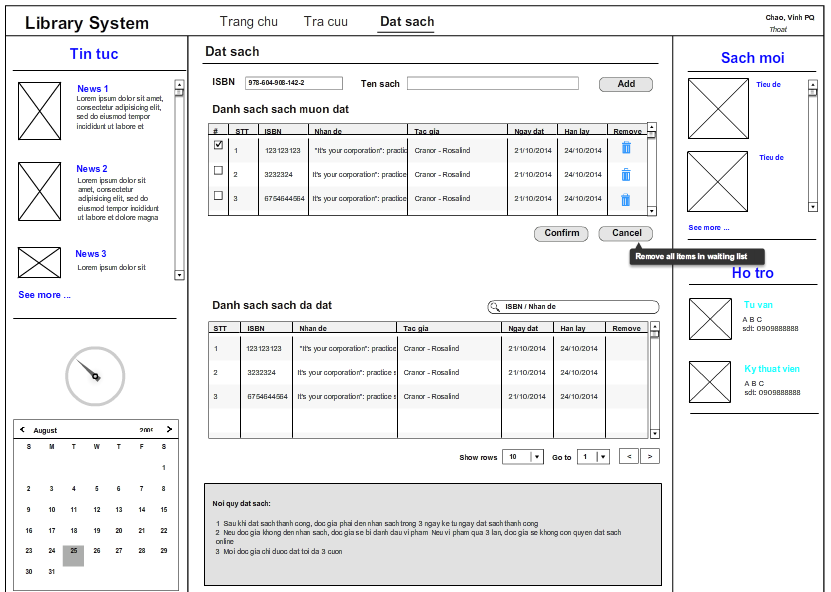 Library System
Trang chu
Tra cuu
Dat sach
Chao, Vinh PQ
Thoat
Tin tuc
News 1
Lorem ipsum dolor sit amet,
consectetur adipisicing elit,
sed do eiusmod tempor
incididunt ut labore et
News 2
Lorem ipsum dolor sit
amet, consectetur
adipisicing elit, sed do
eiusmod tempor incididunt
ut labore et dolore magna
News 3
Lorem ipsum dolor sit
See more ...
August 2009
S M T W T F S
1
2 3 4 5 6 7 8
9 10 11 12 13 14 15
16 17 18 19 20 21 22
23 24 25 26 27 28 29
30 31
Dat sach
ISBN 978-604-908-142-2 Ten sach Add
Danh sach sach muon dat
# STT ISBN Nhan de Tac gia Ngay dat Han lay Remove
1 123123123 "It's your corporation": practic Cranor - Rosalind 21/10/2014 24/10/2014
2 3232324 It's your corporation": practice Cranor - Rosalind 21/10/2014 24/10/2014
3 6754644564 It's your corporation": practice Cranor - Rosalind 21/10/2014 24/10/2014
Confirm Cancel
Remove all items in waiting list
Danh sach sach da dat
ISBN / Nhan de
STT ISBN Nhan de Tac gia Ngay dat Han lay Remove
1 123123123 "It's your corporation": practice Cranor - Rosalind 21/10/2014 24/10/2014
2 3232324 It's your corporation": practice s Cranor - Rosalind 21/10/2014 24/10/2014
3 6754644564 It's your corporation": practice s Cranor - Rosalind 21/10/2014 24/10/2014
Show rows 10 Go to 1 < >
Noi quy dat sach:
1 Sau khi dat sach thanh cong, doc gia phai den nhan sach trong 3 ngay ke tu ngay dat sach thanh cong
2 Neu doc gia khong den nhan sach, doc gia se bi danh dau vi pham Neu vi pham qua 3 lan, doc gia se khong con quyen dat sach
online
3 Moi doc gia chi duoc dat toi da 3 cuon
Sach moi
Tieu de
Tieu de
See more ...
Ho tro
Tu van
A B C
sdt: 0909888888
Ky thuat vien
A B C
sdt: 0909888888